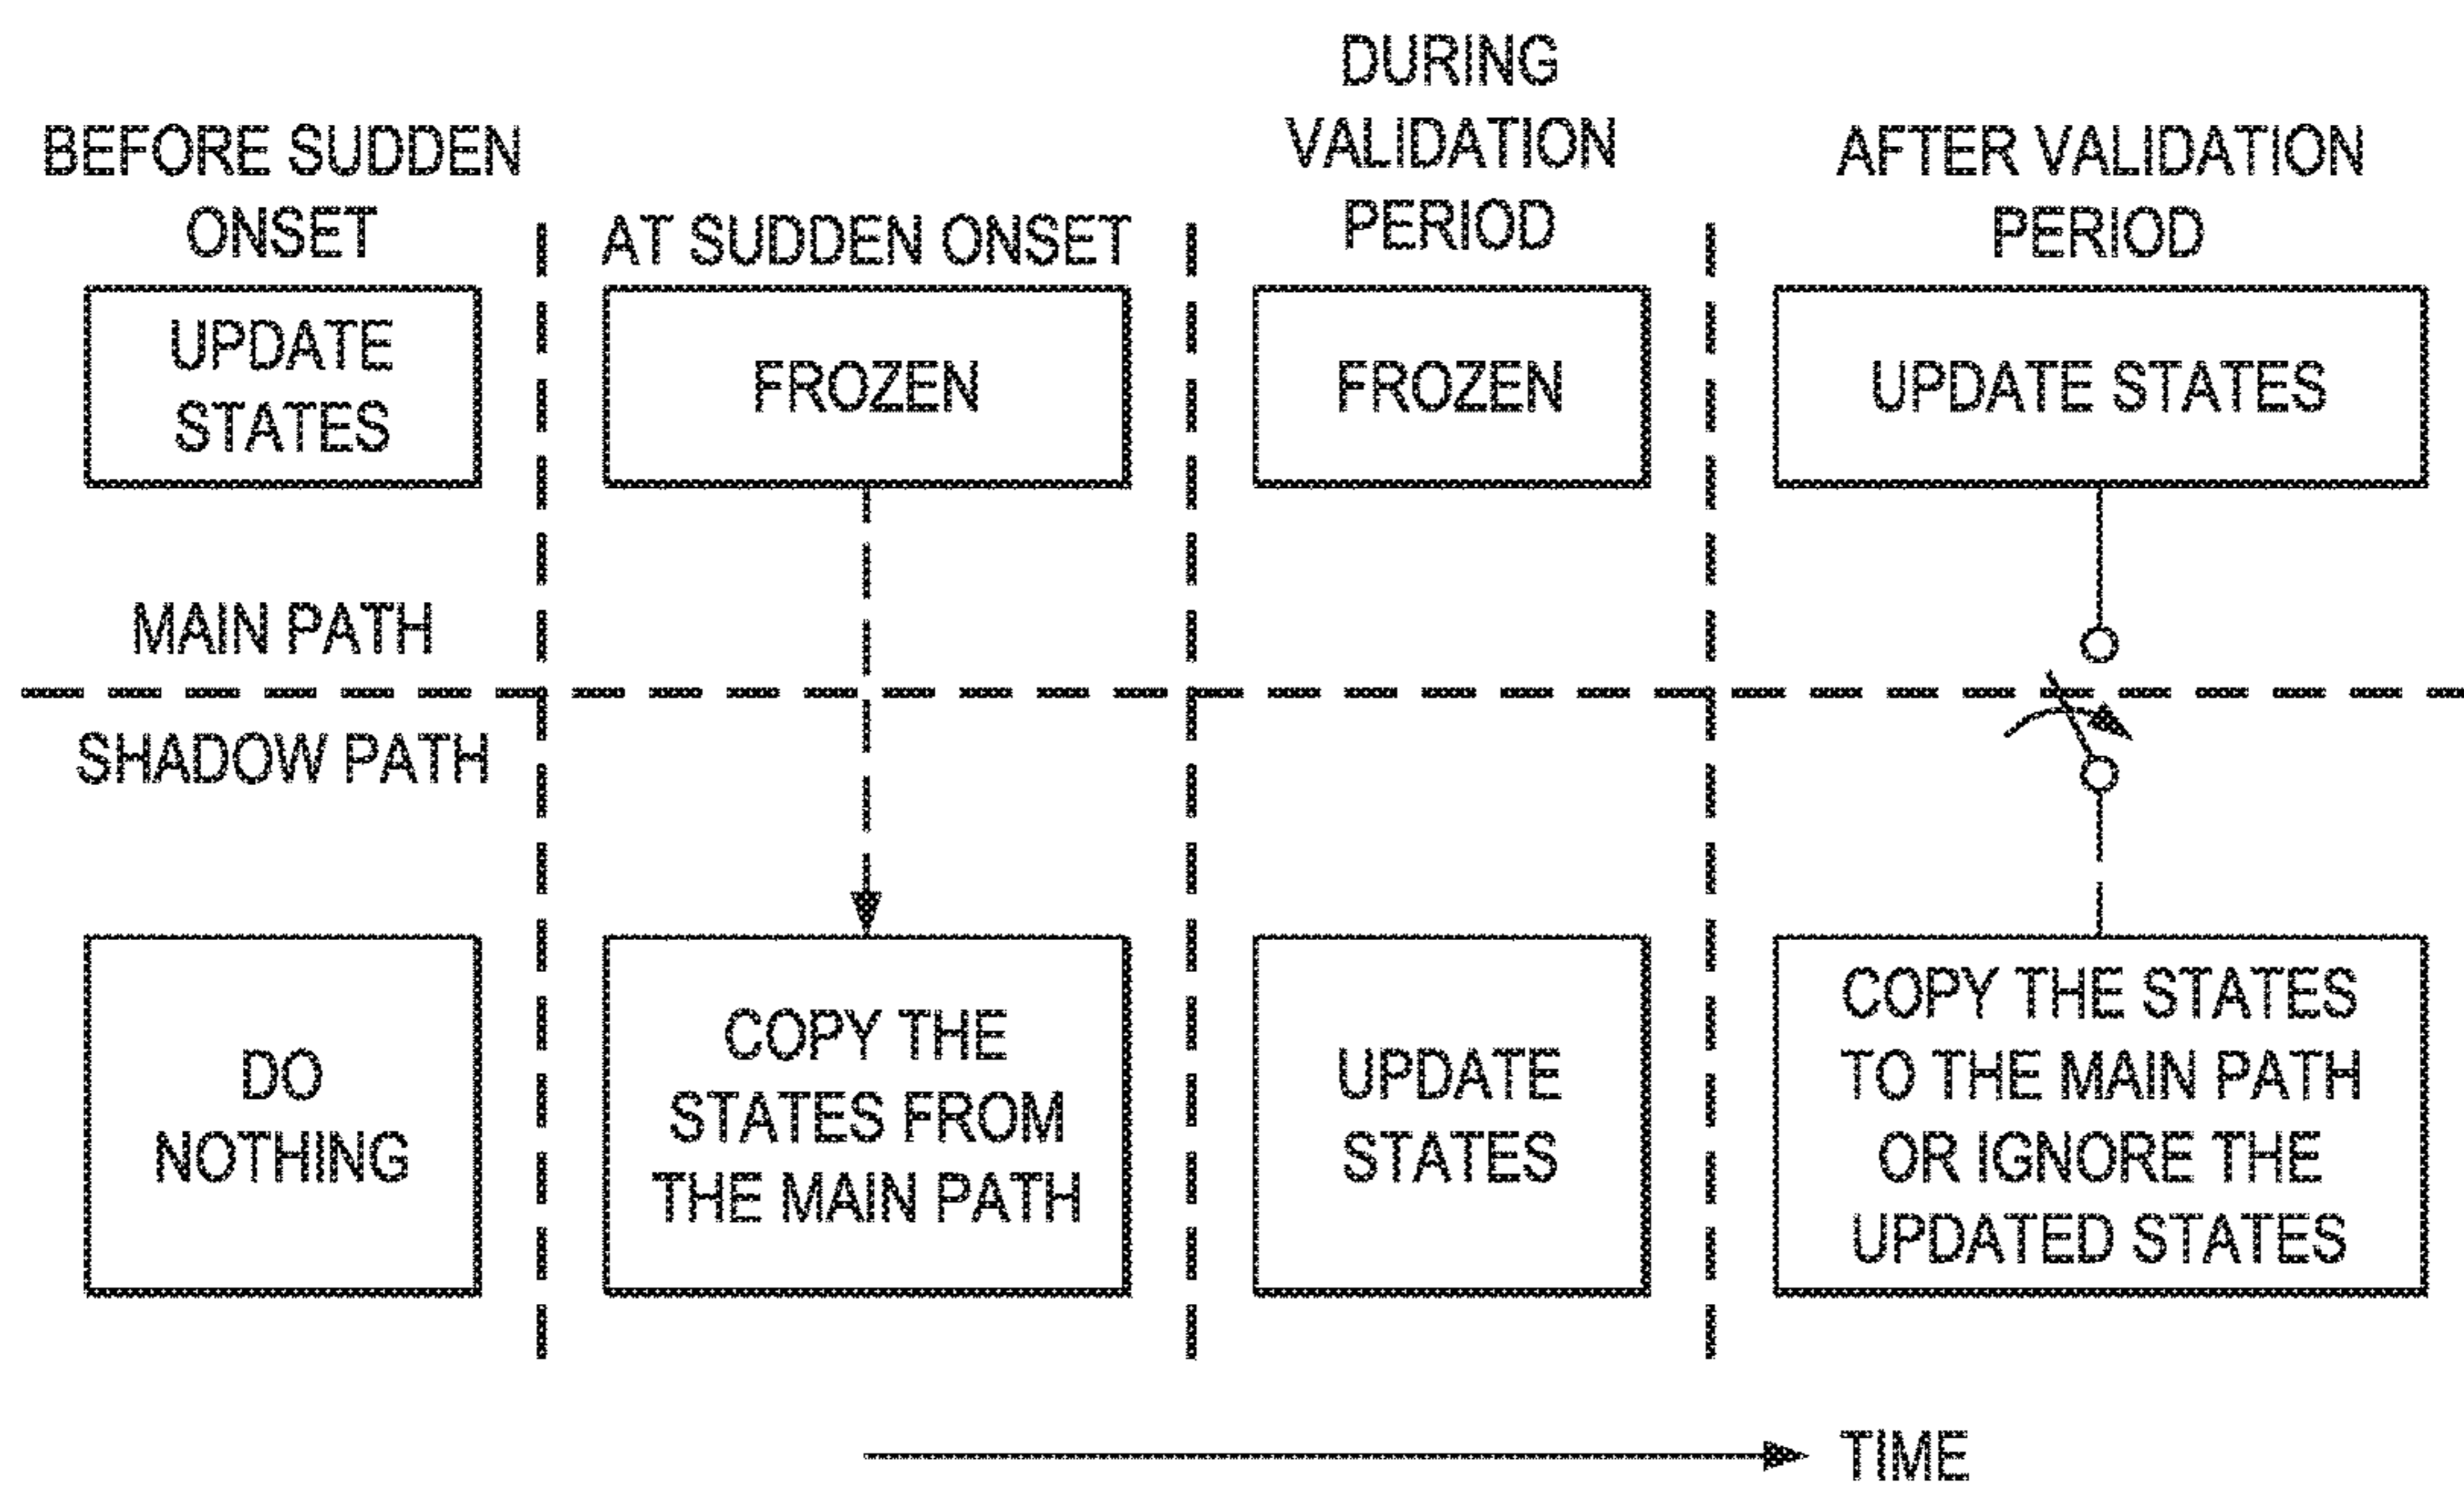 BEFORE SUDDEN
ONSET
AT SUDDEN ONSET
DURING
VALIDATION
PERIOD
AFTER VALIDATION
PERIOD
UPDATE
STATES
FROZEN
FROZEN
UPDATE STATES
MAIN PATH
SHADOW PATH
DO
NOTHING
COPY THE
STATES FROM
THE MAIN PATH
UPDATE
STATES
COPY THE STATES
TO THE MAIN PATH
OR IGNORE THE
UPDATED STATES
TIME